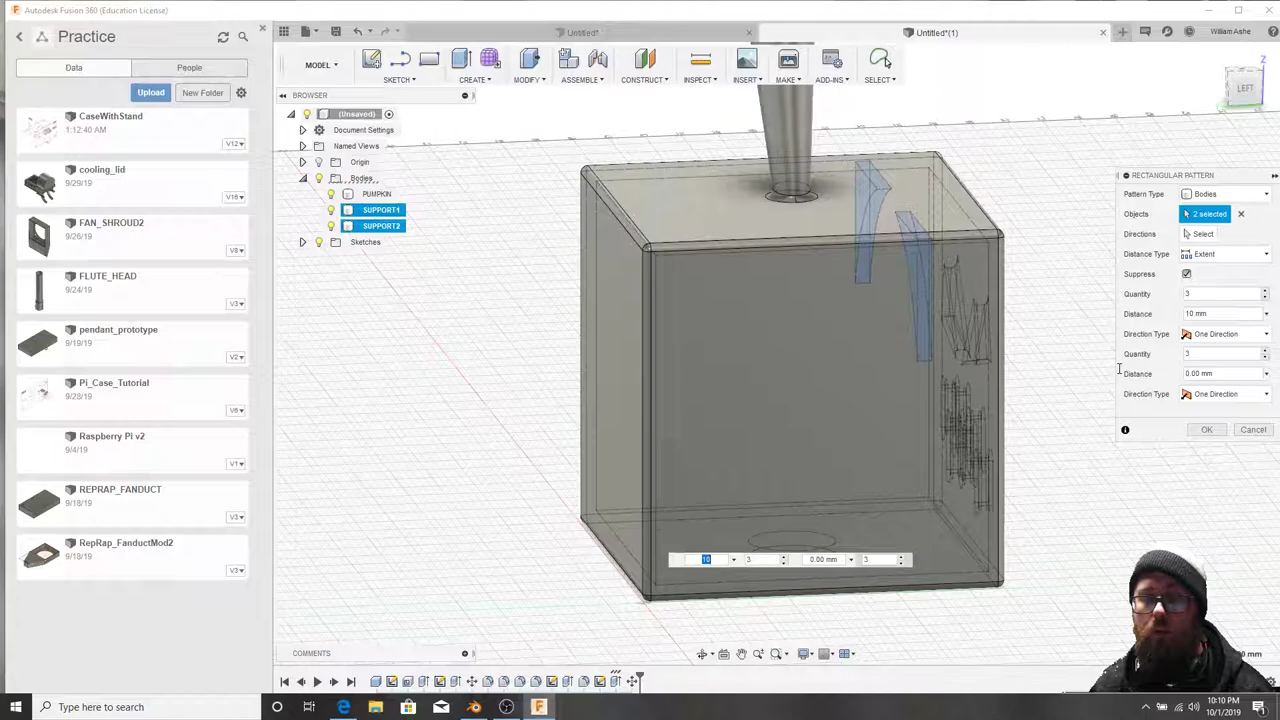 Autodesk Fusion 360 (Education License)
Practice
Untitled*
Untitled*(1)
William Ashe
Data
People
Upload
New Folder
CaseWithStand
1:12:40 AM
V12▾
cooling_lid
9/29/19
V18▾
FAN_SHROUD2
9/26/19
V8▾
FLUTE_HEAD
9/24/19
V3▾
pendant_prototype
9/19/19
V2▾
Pi_Case_Tutorial
9/28/19
V6▾
Raspberry Pi v2
9/4/19
V1▾
REPRAP_FANDUCT
9/18/19
V3▾
RepRap_FanductMod2
9/18/19
V3▾
MODEL ▾
SKETCH ▾
CREATE ▾
MODIFY ▾
ASSEMBLE ▾
CONSTRUCT ▾
INSPECT ▾
INSERT ▾
MAKE ▾
ADD-INS ▾
SELECT ▾
BROWSER
(Unsaved)
Document Settings
Named Views
Origin
Bodies
PUMPKIN
SUPPORT1
SUPPORT2
Sketches
Z
LEFT
RECTANGULAR PATTERN
Pattern Type
Bodies
Objects
2 selected
Directions
Select
Distance Type
Extent
Suppress
Quantity
3
Distance
10 mm
Direction Type
One Direction
Quantity
3
Distance
0.00 mm
Direction Type
One Direction
OK
Cancel
10
3
0.00 mm
3
COMMENTS
Type here to search
10:10 PM
10/1/2019